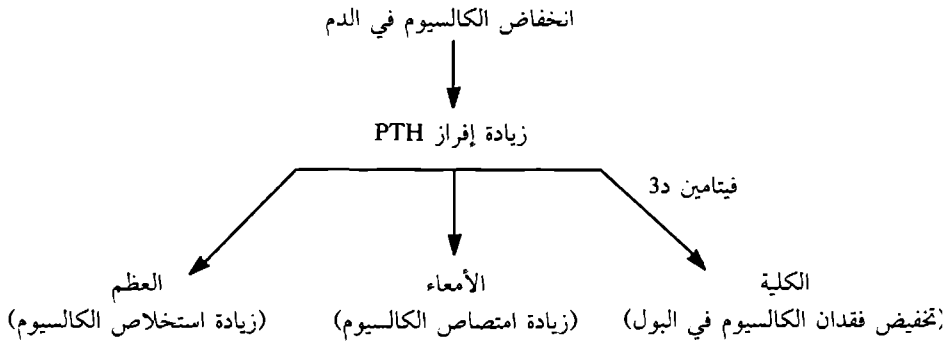 انخفاض الكالسيوم في الدم
زيادة إفراز PTH
فيتامين د3
الكلية
(تخفيض فقدان الكالسيوم في البول)
الأمعاء
(زيادة امتصاص الكالسيوم)
العظم
(زيادة استخلاص الكالسيوم)